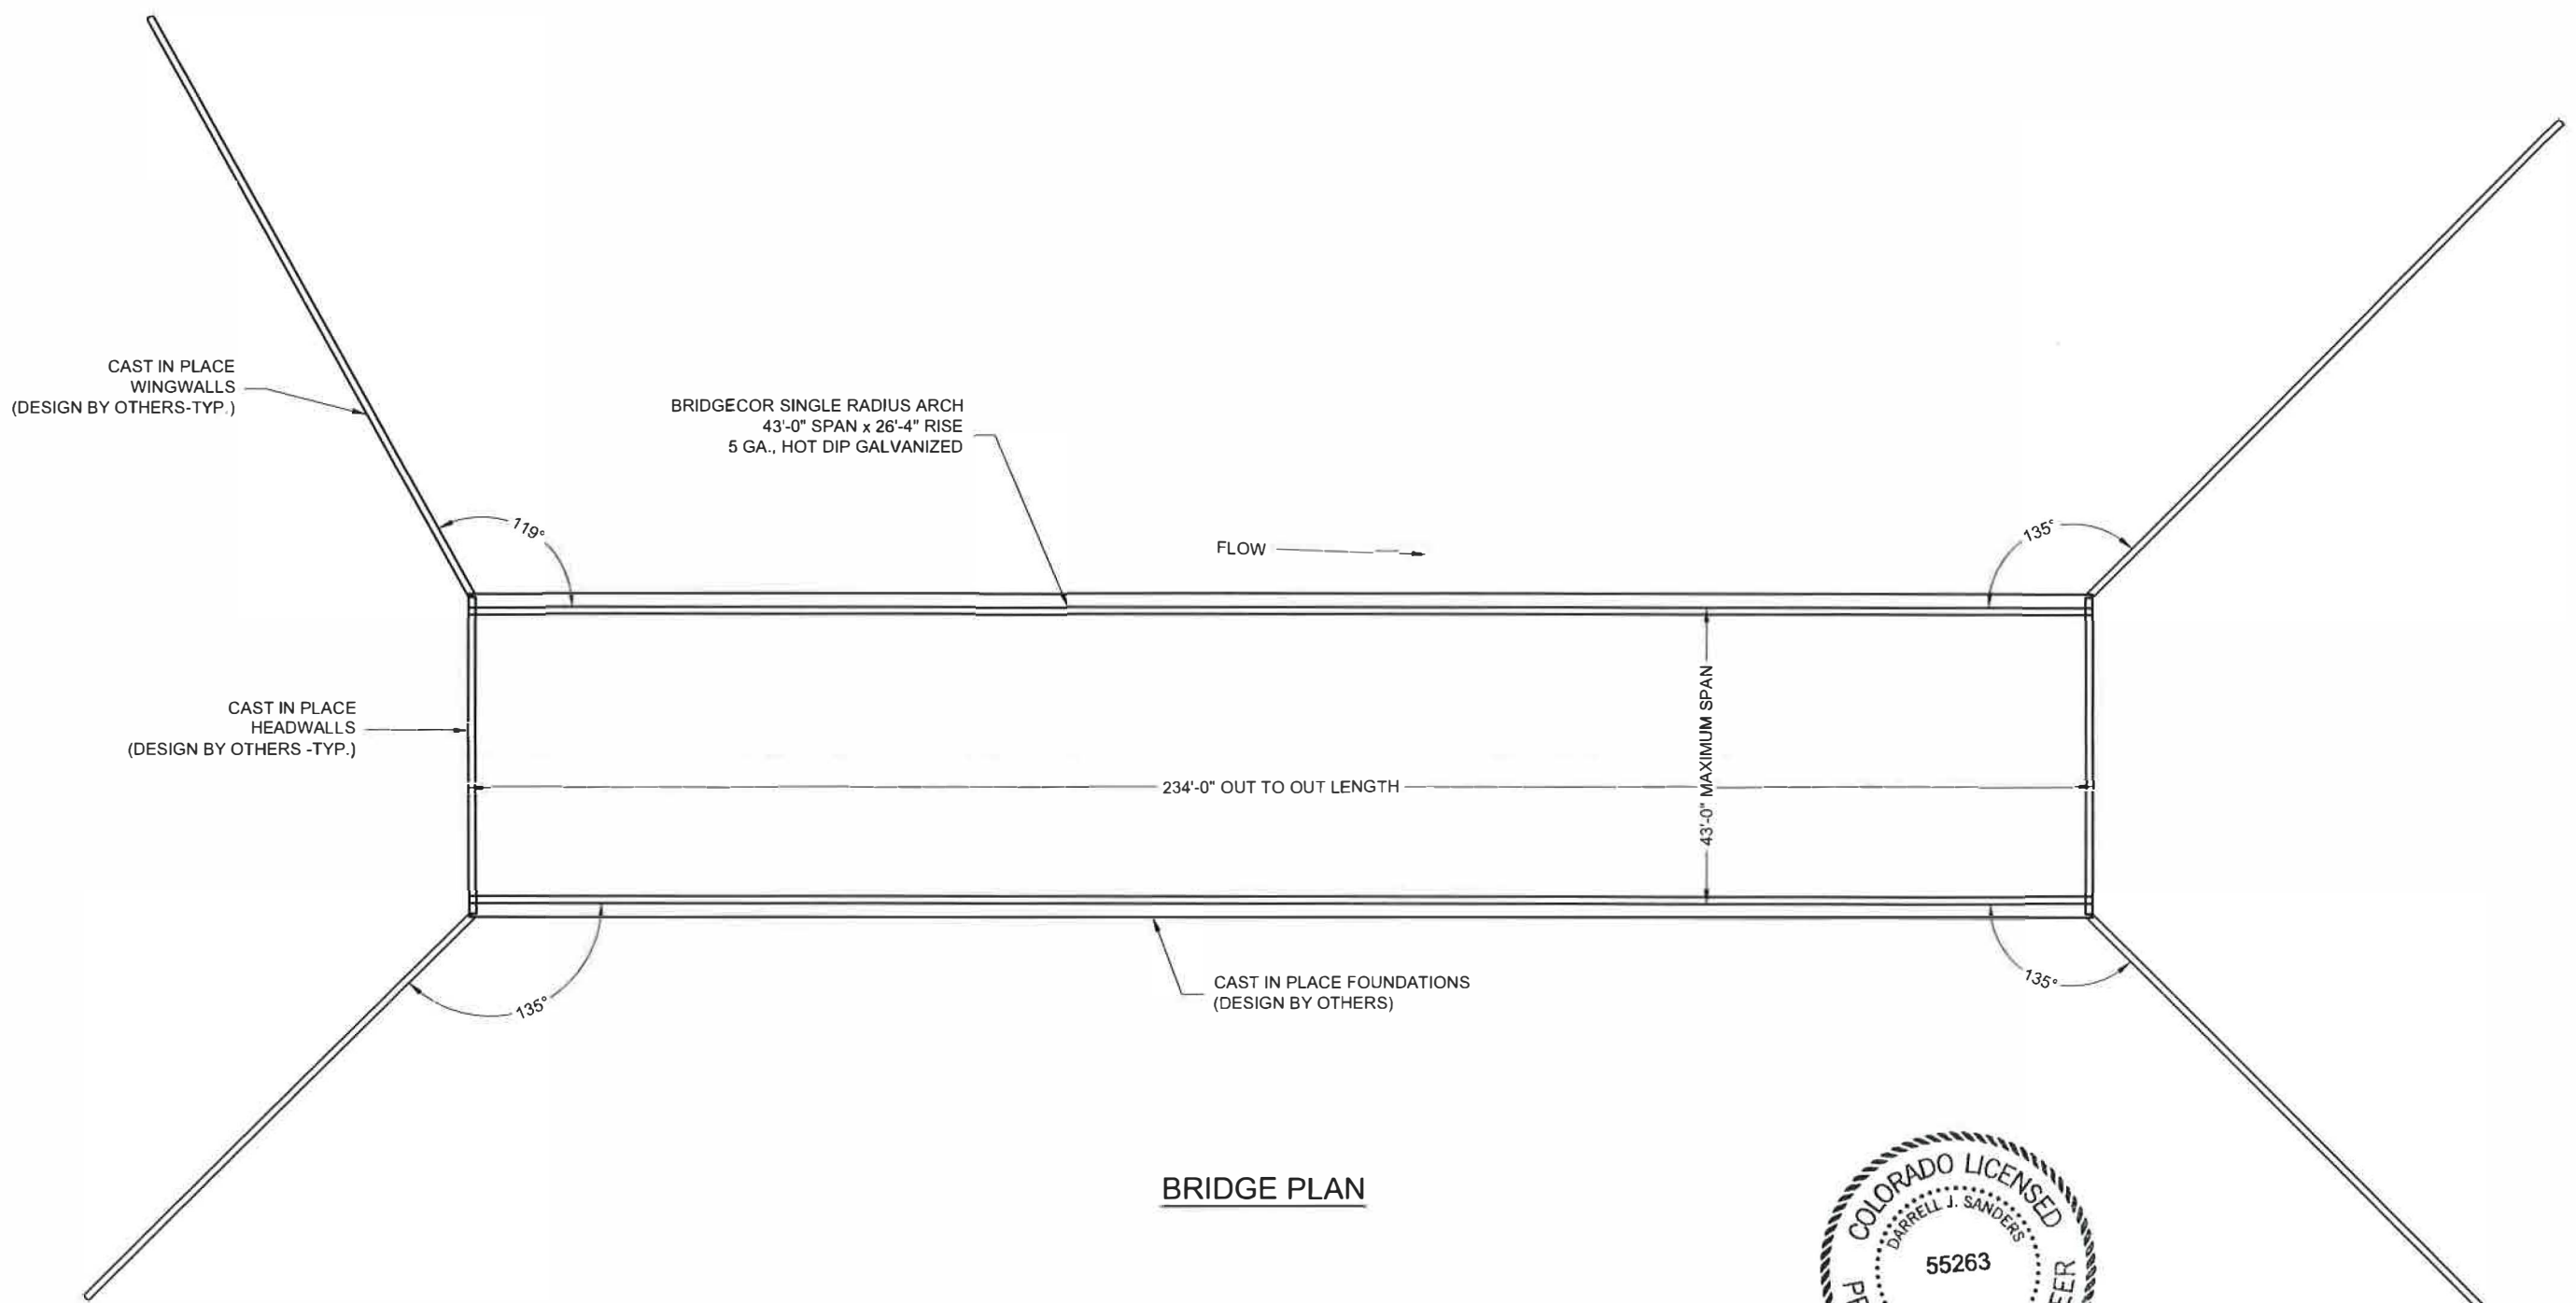 CAST IN PLACE
WINGWALLS
(DESIGN BY OTHERS-TYP.)
BRIDGECOR SINGLE RADIUS ARCH
43'-0" SPAN x 26'-4" RISE
5 GA., HOT DIP GALVANIZED
119°
FLOW
135°
CAST IN PLACE
HEADWALLS
(DESIGN BY OTHERS -TYP.)
43'-0" MAXIMUM SPAN
234'-0" OUT TO OUT LENGTH
135°
CAST IN PLACE FOUNDATIONS
(DESIGN BY OTHERS)
135°
BRIDGE PLAN
COLORADO LICENSED
DARRELL J. SANDERS
55263